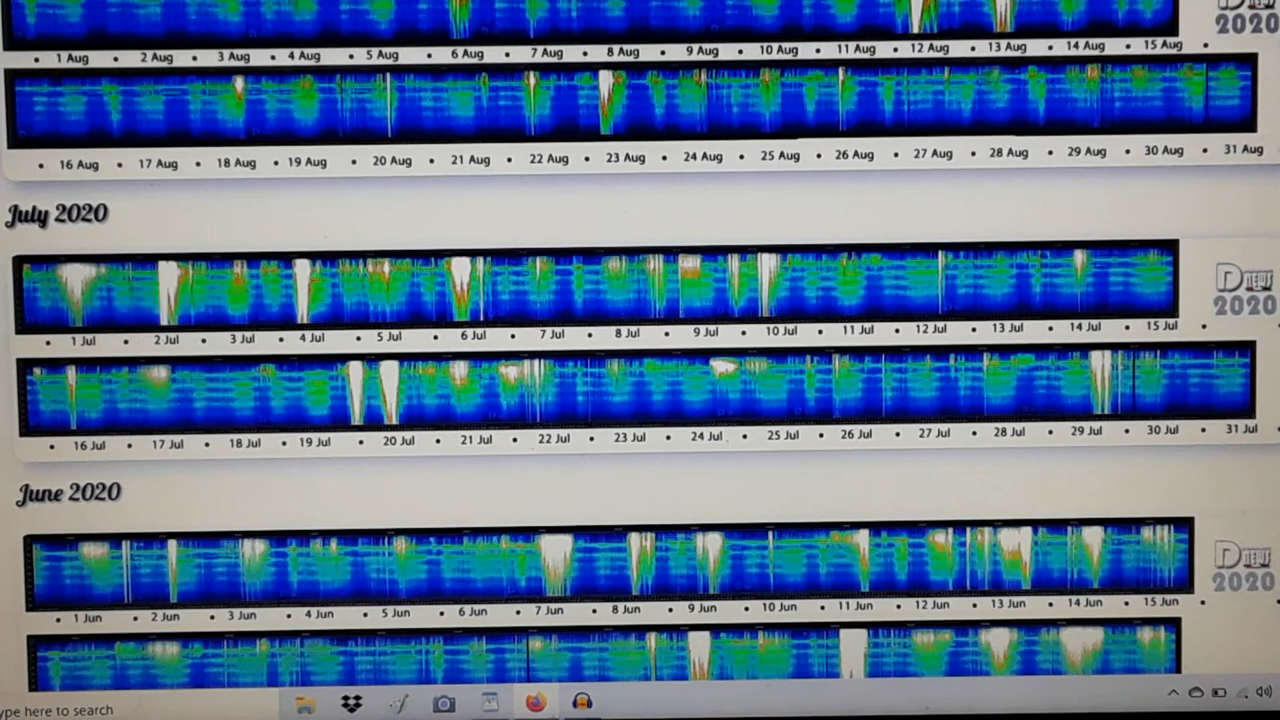 D
2020
1 Aug • 2 Aug • 3 Aug • 4 Aug • 5 Aug • 6 Aug • 7 Aug • 8 Aug • 9 Aug • 10 Aug • 11 Aug • 12 Aug • 13 Aug • 14 Aug • 15 Aug •
• 16 Aug • 17 Aug • 18 Aug • 19 Aug • 20 Aug • 21 Aug • 22 Aug • 23 Aug • 24 Aug • 25 Aug • 26 Aug • 27 Aug • 28 Aug • 29 Aug • 30 Aug • 31 Aug
July 2020
D NEWS
2020
• 1 Jul • 2 Jul • 3 Jul • 4 Jul • 5 Jul • 6 Jul • 7 Jul • 8 Jul • 9 Jul • 10 Jul • 11 Jul • 12 Jul • 13 Jul • 14 Jul • 15 Jul •
• 16 Jul • 17 Jul • 18 Jul • 19 Jul • 20 Jul • 21 Jul • 22 Jul • 23 Jul • 24 Jul • 25 Jul • 26 Jul • 27 Jul • 28 Jul • 29 Jul • 30 Jul • 31 Jul
June 2020
D NEWS
2020
• 1 Jun • 2 Jun • 3 Jun • 4 Jun • 5 Jun • 6 Jun • 7 Jun • 8 Jun • 9 Jun • 10 Jun • 11 Jun • 12 Jun • 13 Jun • 14 Jun • 15 Jun •
ype here to search